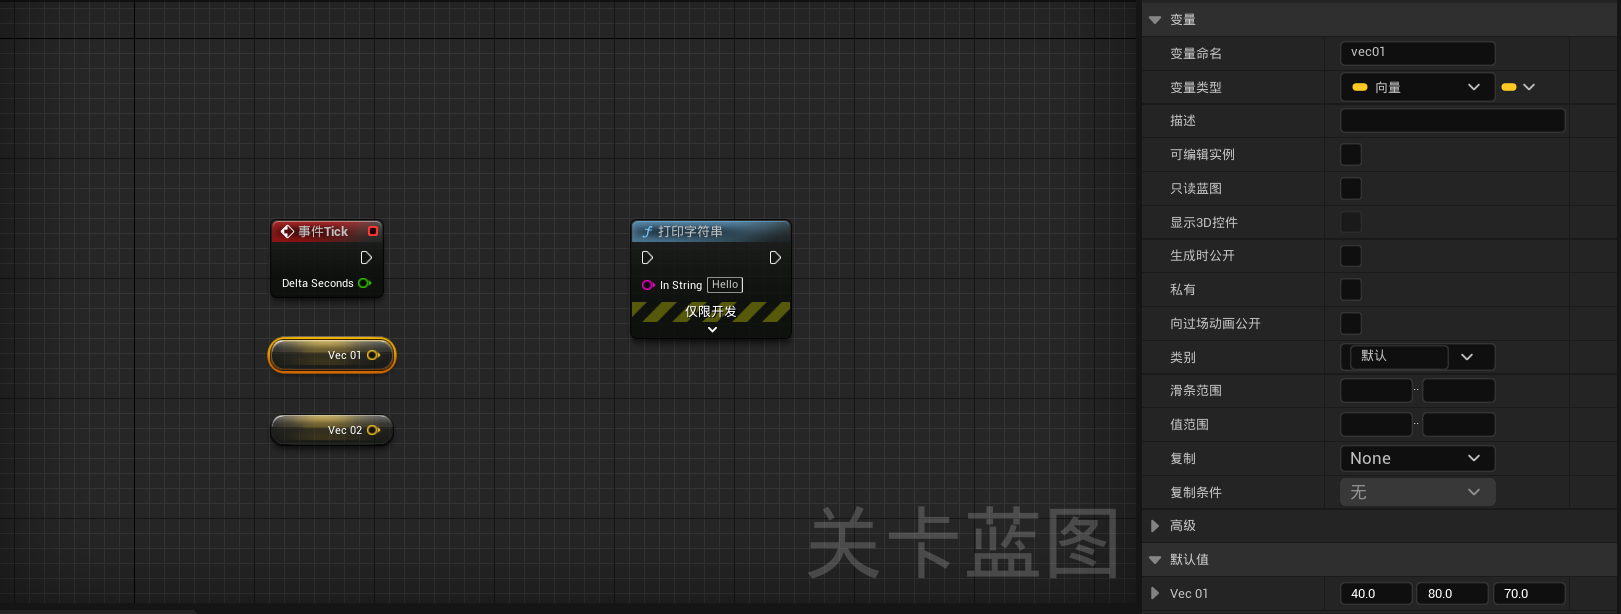 事件Tick
Delta Seconds
Vec 01
Vec 02
打印字符串
In String Hello
仅限开发
关卡蓝图
变量
变量命名 vec01
变量类型 向量
描述
可编辑实例
只读蓝图
显示3D控件
生成时公开
私有
向过场动画公开
类别 默认
滑条范围 ..
值范围 ..
复制 None
复制条件 无
高级
默认值
Vec 01 40.0 80.0 70.0